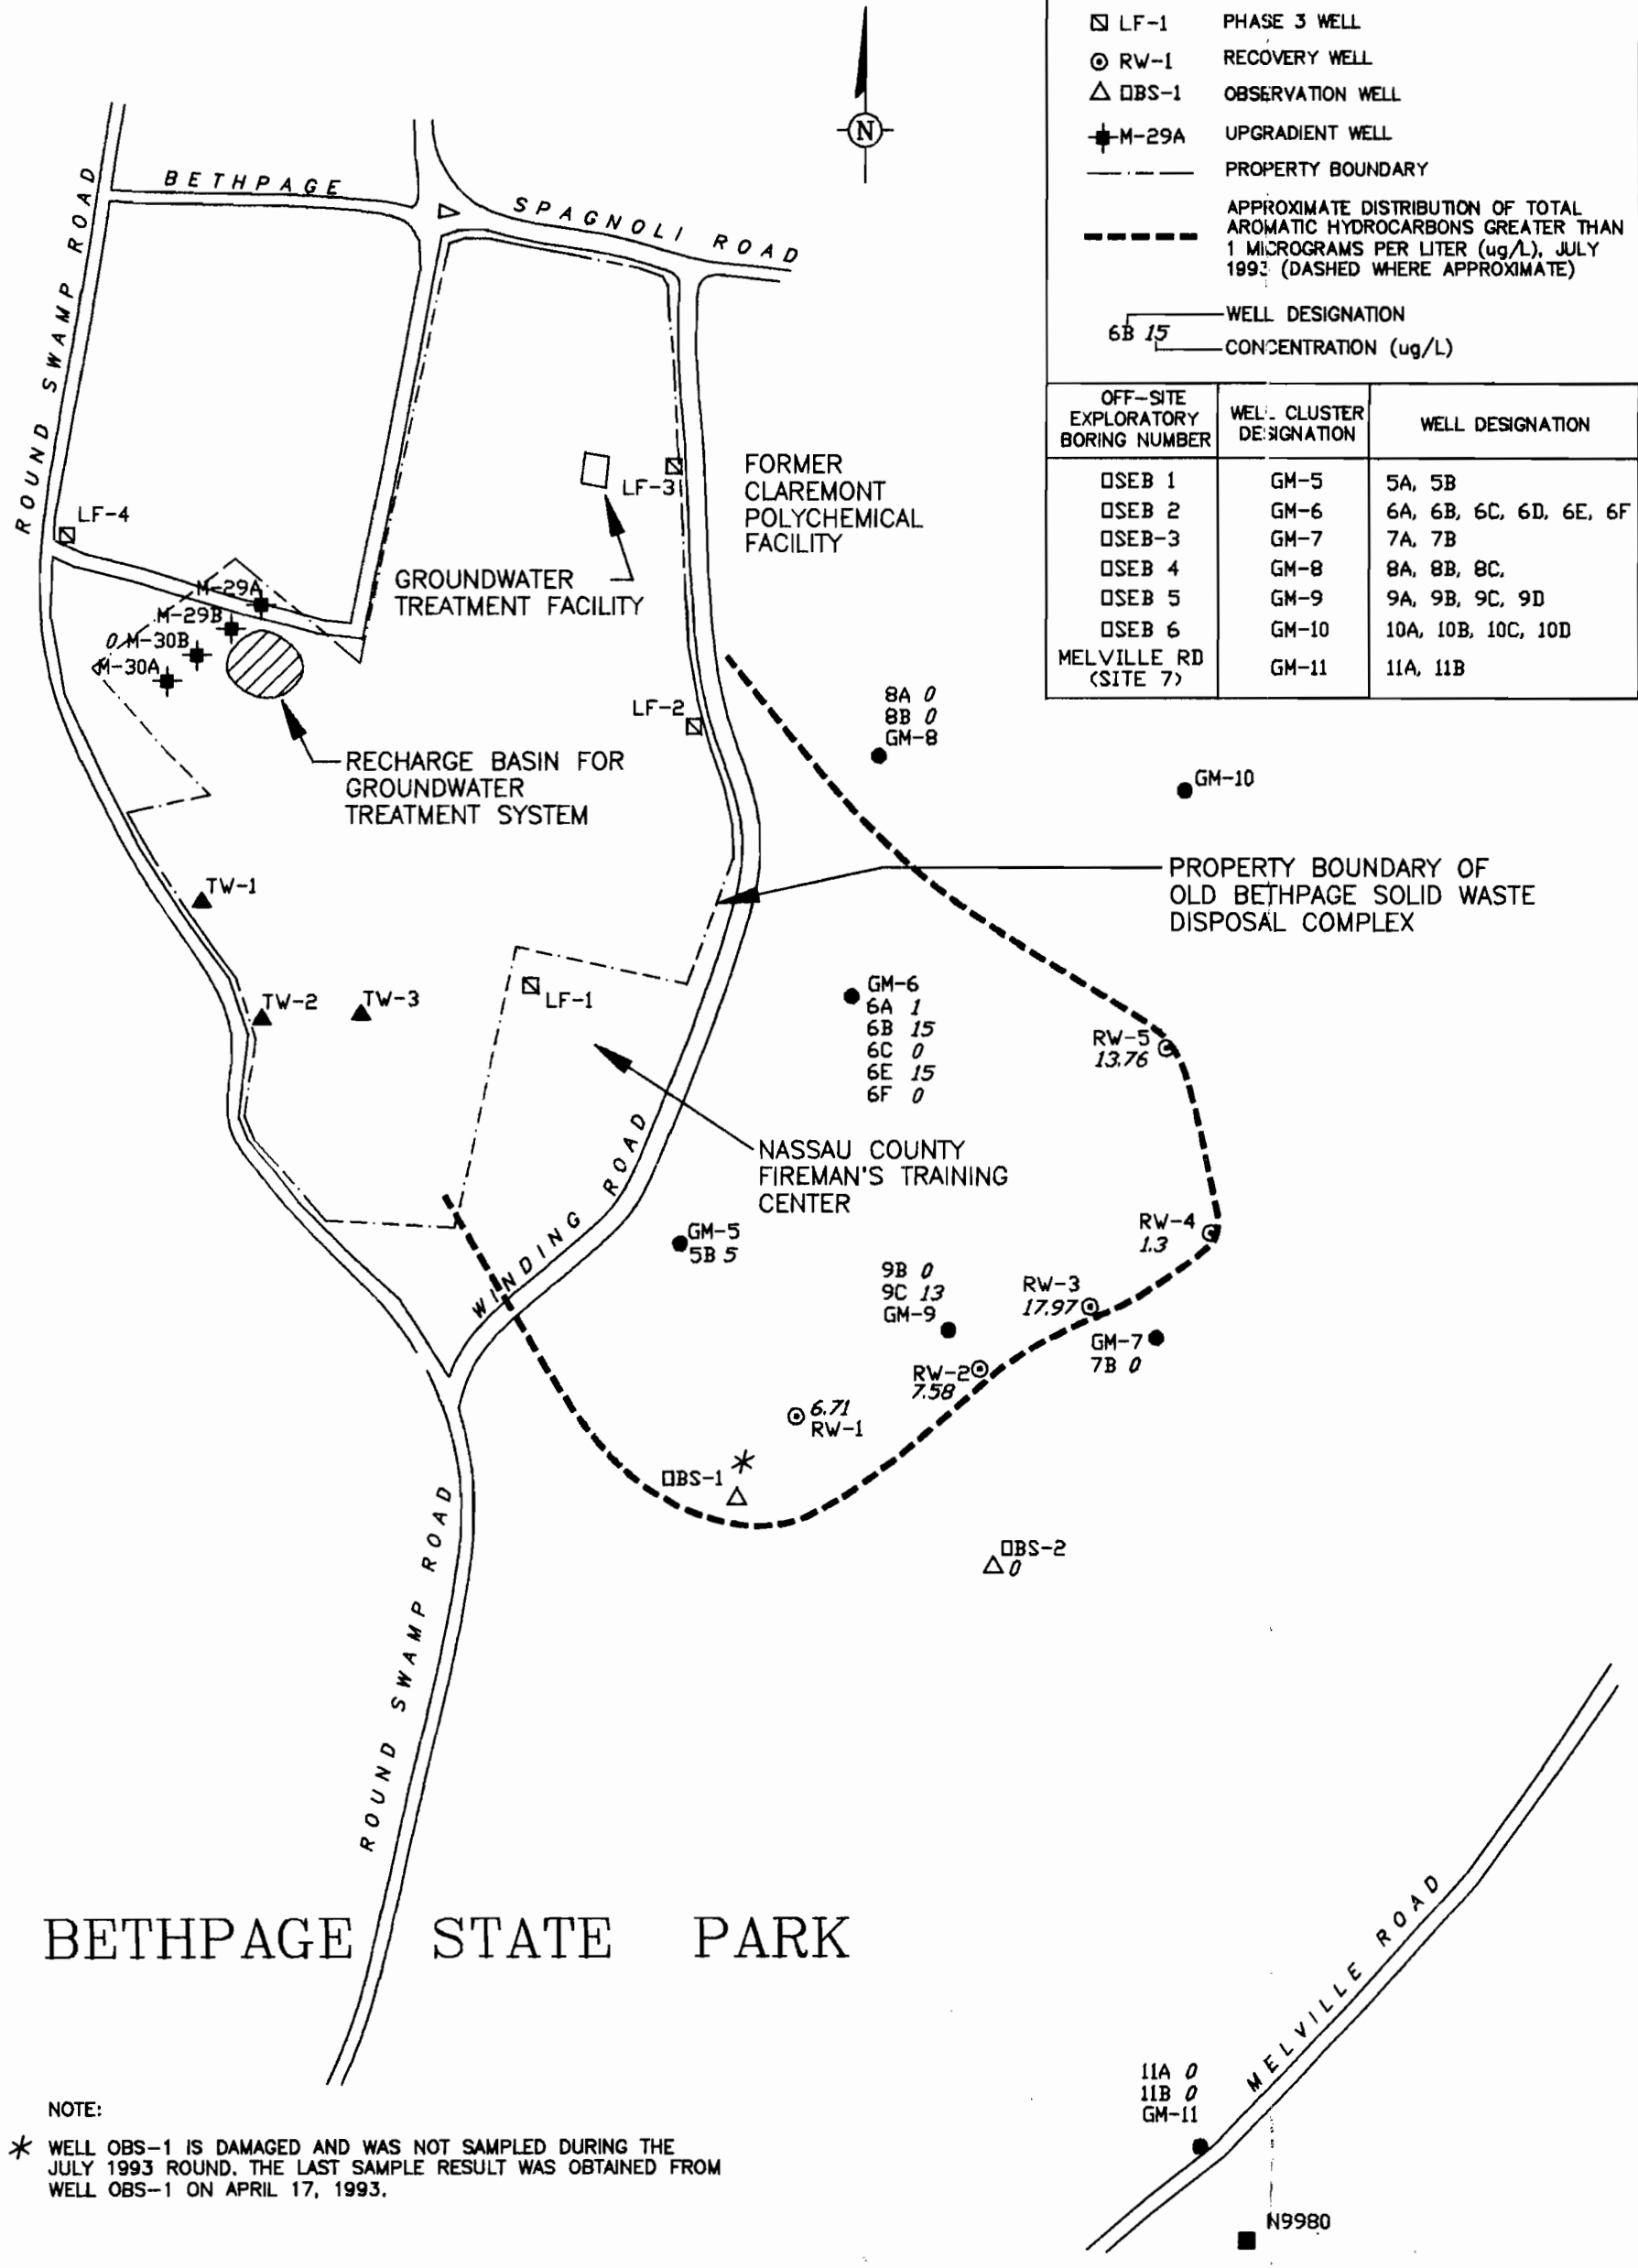 LF-1 PHASE 3 WELL
RW-1 RECOVERY WELL
OBS-1 OBSERVATION WELL
M-29A UPGRADIENT WELL
PROPERTY BOUNDARY
APPROXIMATE DISTRIBUTION OF TOTAL
AROMATIC HYDROCARBONS GREATER THAN
1 MICROGRAMS PER LITER (ug/L), JULY
1993 (DASHED WHERE APPROXIMATE)
WELL DESIGNATION
6B 15
CONCENTRATION (ug/L)
OFF-SITE
EXPLORATORY
BORING NUMBER
WELL CLUSTER
DESIGNATION
WELL DESIGNATION
OSEB 1 GM-5 5A, 5B
OSEB 2 GM-6 6A, 6B, 6C, 6D, 6E, 6F
OSEB-3 GM-7 7A, 7B
OSEB 4 GM-8 8A, 8B, 8C,
OSEB 5 GM-9 9A, 9B, 9C, 9D
OSEB 6 GM-10 10A, 10B, 10C, 10D
MELVILLE RD
(SITE 7)
GM-11 11A, 11B
N
BETHPAGE
SPAGNOLI ROAD
ROUND SWAMP ROAD
LF-4
LF-3
FORMER
CLAREMONT
POLYCHEMICAL
FACILITY
GROUNDWATER
TREATMENT FACILITY
M-29A
M-29B
0 M-30B
M-30A
LF-2
RECHARGE BASIN FOR
GROUNDWATER
TREATMENT SYSTEM
8A 0
8B 0
GM-8
GM-10
PROPERTY BOUNDARY OF
OLD BETHPAGE SOLID WASTE
DISPOSAL COMPLEX
TW-1
TW-2
TW-3
LF-1
GM-6
6A 1
6B 15
6C 0
6E 15
6F 0
RW-5
13.76
NASSAU COUNTY
FIREMAN'S TRAINING
CENTER
WINDING ROAD
GM-5
5B 5
RW-4
1.3
9B 0
9C 13
GM-9
RW-3
17.97
GM-7
7B 0
RW-2
7.58
6.71
RW-1
*
OBS-1
OBS-2
0
ROUND SWAMP ROAD
BETHPAGE STATE PARK
MELVILLE ROAD
11A 0
11B 0
GM-11
N9980
NOTE:
* WELL OBS-1 IS DAMAGED AND WAS NOT SAMPLED DURING THE
JULY 1993 ROUND. THE LAST SAMPLE RESULT WAS OBTAINED FROM
WELL OBS-1 ON APRIL 17, 1993.